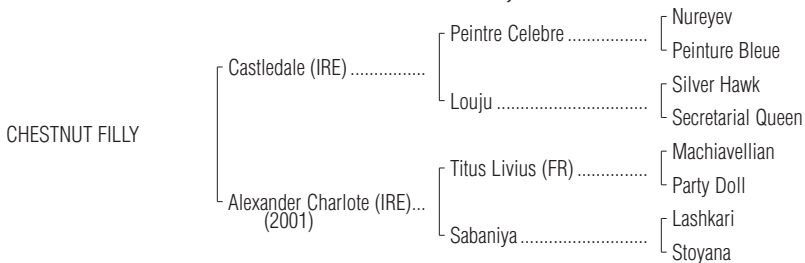 Nureyev
Peintre Celebre ..................
Peinture Bleue
Castledale (IRE) ................
Silver Hawk
Louju ..................................
Secretarial Queen
CHESTNUT FILLY
Machiavellian
Titus Livius (FR) ................
Party Doll
Alexander Charlote (IRE)...
(2001)
Lashkari
Sabaniya.............................
Stoyana